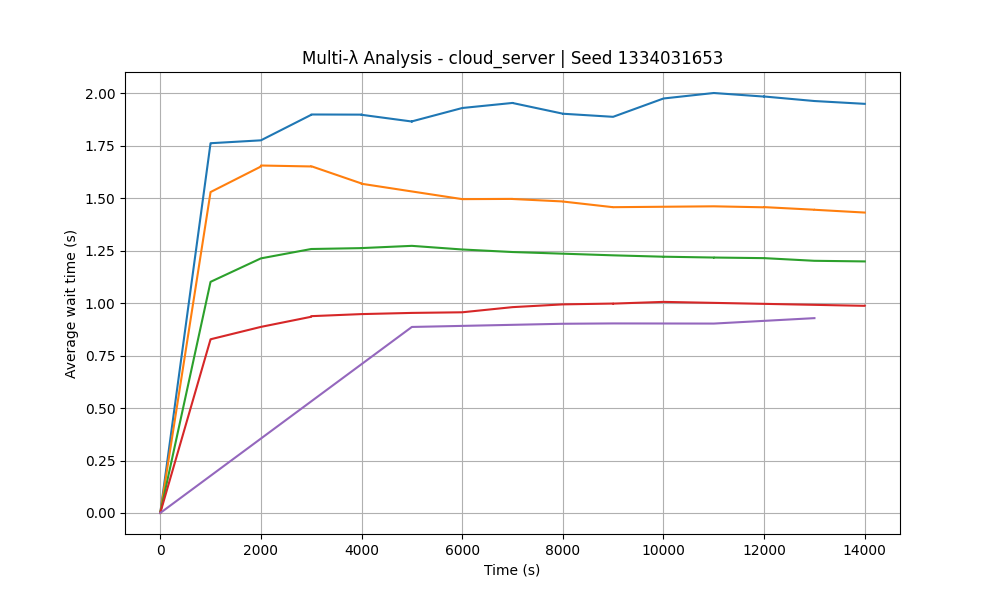 Multi-λ Analysis - cloud_server | Seed 1334031653
Average wait time (s)
2.00
1.75
1.50
1.25
1.00
0.75
0.50
0.25
0.00
0 2000 4000 6000 8000 10000 12000 14000
Time (s)